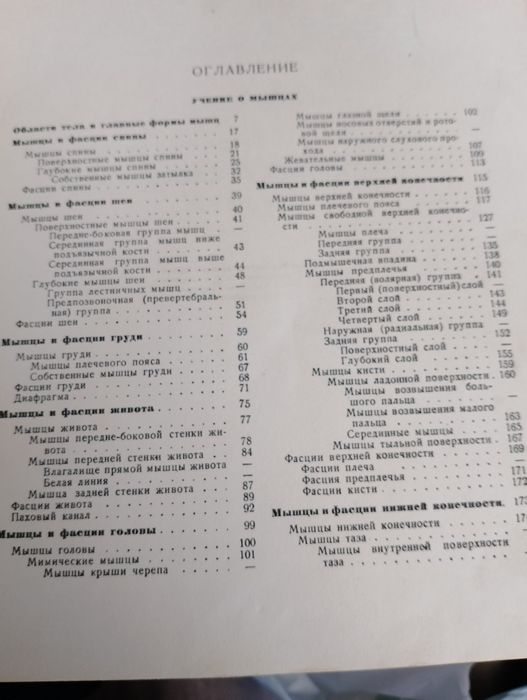 ОГЛАВЛЕНИЕ
УЧЕНИЕ О МЫШЦАХ
Области тела и главные формы мышц 7
Мышцы и фасции спины . . . . . . . . 17
Мышцы спины . . . . . . . . 18
Поверхностные мышцы спины . . 21
Глубокие мышцы спины . . . 25
Собственные мышцы затылка . . 32
Фасции спины . . . . . . . . 35
Мышцы и фасции шеи . . . . . . . . 39
Мышцы шеи . . . . . . . . 40
Поверхностные мышцы шеи . . . . 41
Передне-боковая группа мышц —
Серединная группа мышц ниже
подъязычной кости . . . . . . 43
Серединная группа мышц выше
подъязычной кости . . . . . . 44
Глубокие мышцы шеи . . . . . . 48
Группа лестничных мышц . . . —
Предпозвоночная (превертебраль-
ная) группа . . . . . . . . 51
Фасции шеи . . . . . . . . 54
Мышцы и фасции груди . . . . . . . . 59
Мышцы груди . . . . . . . . 60
Мышцы плечевого пояса . . . . 61
Собственные мышцы груди . . . 67
Фасции груди . . . . . . . . 68
Диафрагма . . . . . . . . 71
Мышцы и фасции живота . . . . . . . . 75
Мышцы живота . . . . . . . . 77
Мышцы передне-боковой стенки жи-
вота . . . . . . . . 78
Мышцы передней стенки живота . . 84
Влагалище прямой мышцы живота —
Белая линия . . . . . . . . —
Мышца задней стенки живота . . . 87
Фасции живота . . . . . . . . 89
Паховый канал . . . . . . . . 92
Мышцы и фасции головы . . . . . . . . 99
Мышцы головы . . . . . . . . 100
Мимические мышцы . . . . . . 101
Мышцы крыши черепа . . . . . —
Мышцы глазной щели . . . . . 102
Мышцы носовых отверстий и рото-
вой щели . . . . . . . . —
Мышцы наружного слухового про-
хода . . . . . . . . 107
Жевательные мышцы . . . . . . 109
Фасции головы . . . . . . . . 113
Мышцы и фасции верхней конечности . 115
Мышцы верхней конечности . . . . 116
Мышцы плечевого пояса . . . . . 117
Мышцы свободной верхней конечно-
сти . . . . . . . . 127
Мышцы плеча . . . . . . —
Передняя группа . . . . . . —
Задняя группа . . . . . . 135
Подмышечная впадина . . . . . 138
Мышцы предплечья . . . . . . 140
Передняя (волярная) группа . . 141
Первый (поверхностный) слой —
Второй слой . . . . . . 143
Третий слой . . . . . . 144
Четвертый слой . . . . . 149
Наружная (радиальная) группа . —
Задняя группа . . . . . . 152
Поверхностный слой . . . . —
Глубокий слой . . . . . . 155
Мышцы кисти . . . . . . . . 159
Мышцы ладонной поверхности . 160
Мышцы возвышения боль-
шого пальца . . . . . . —
Мышцы возвышения малого
пальца . . . . . . . . 163
Серединные мышцы . . . . 165
Мышцы тыльной поверхности . 167
Фасции верхней конечности . . . . 169
Фасции плеча . . . . . . . . —
Фасция предплечья . . . . . . 171
Фасции кисти . . . . . . . . 172
Мышцы и фасции нижней конечности .
Мышцы нижней конечности . . . .
Мышцы таза . . . . . . . .
Мышцы внутренней поверхности
таза . . . . . . . .